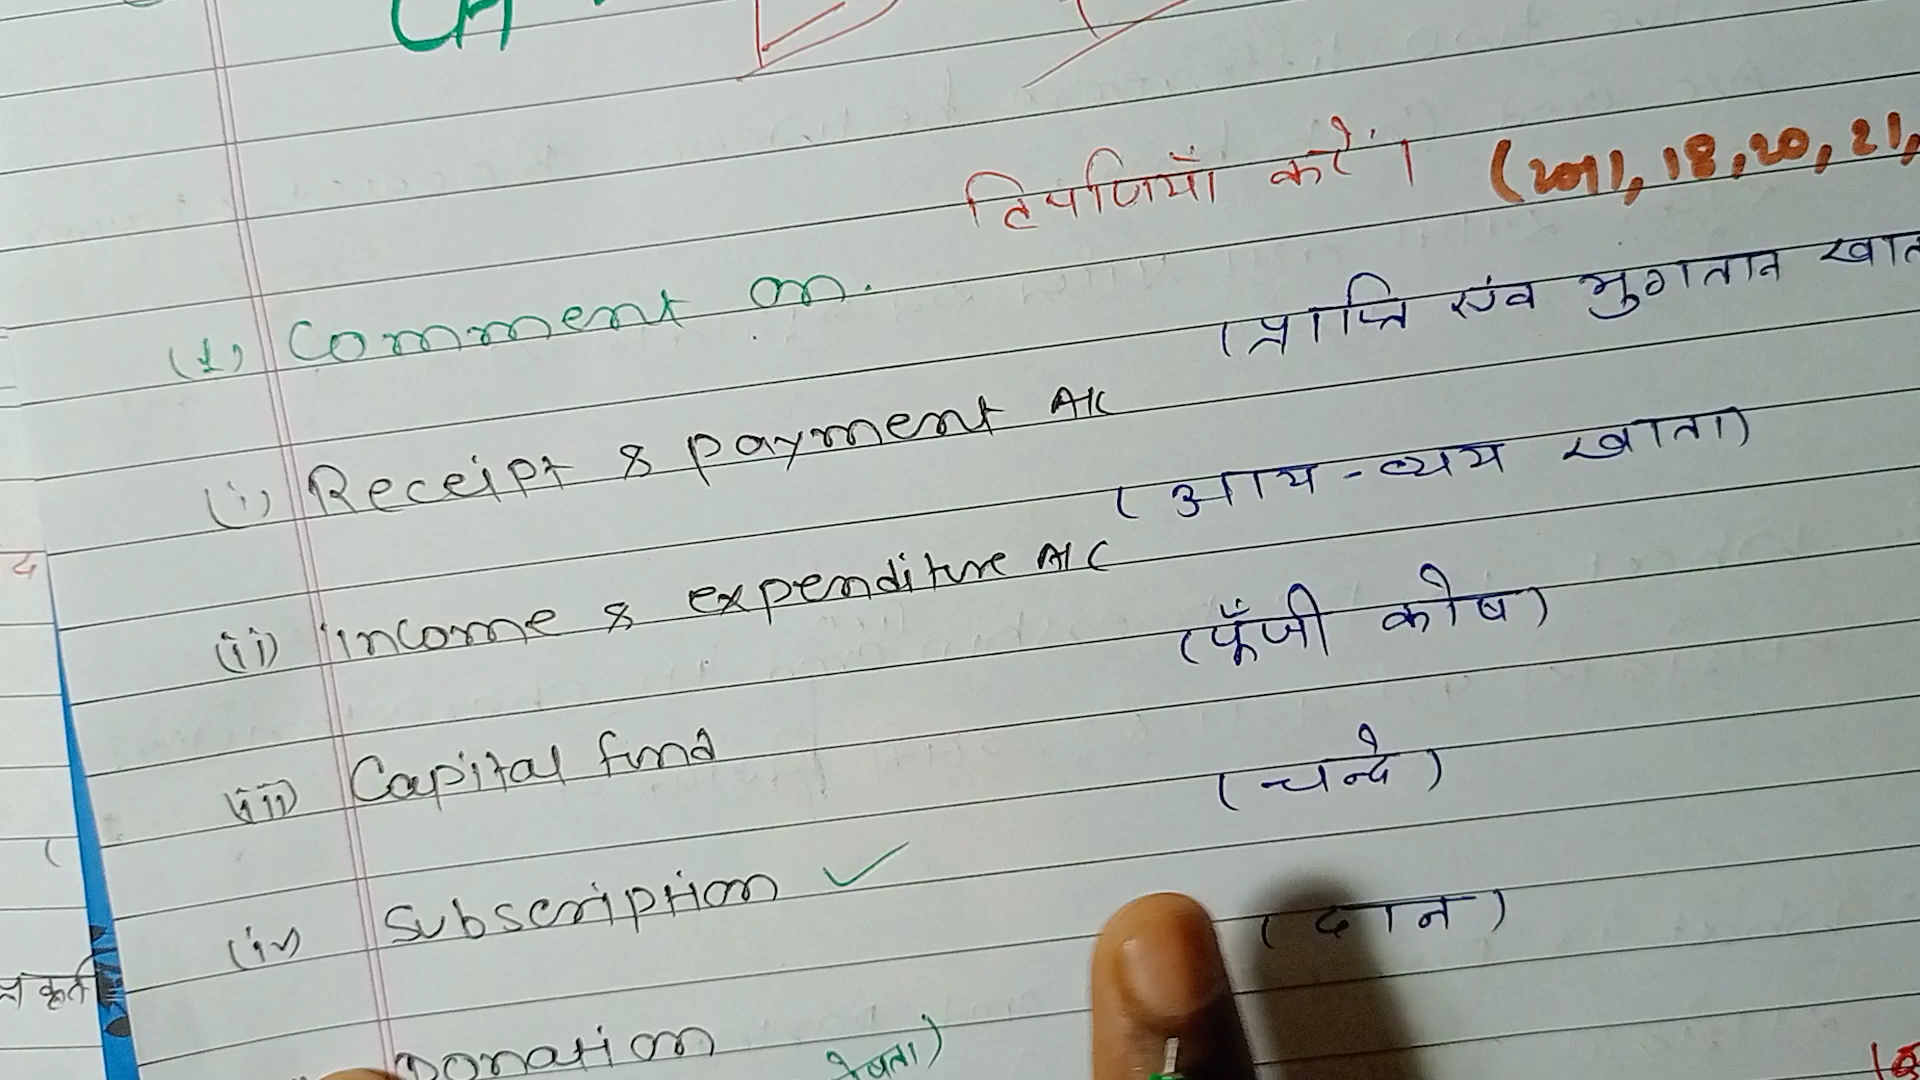 टिपणियाँ करें। (2011, 18, 20, 21,
(1) Comment on.
(प्राप्ति एंव भुगतान
(i) Receipt & payment A/C
(आय - व्यय खाता)
(ii) income & expenditure A/C
(पूँजी कोष)
(iii) Capital fund
(चन्दे)
(iv) Subscription ✓
(दान)
Donation